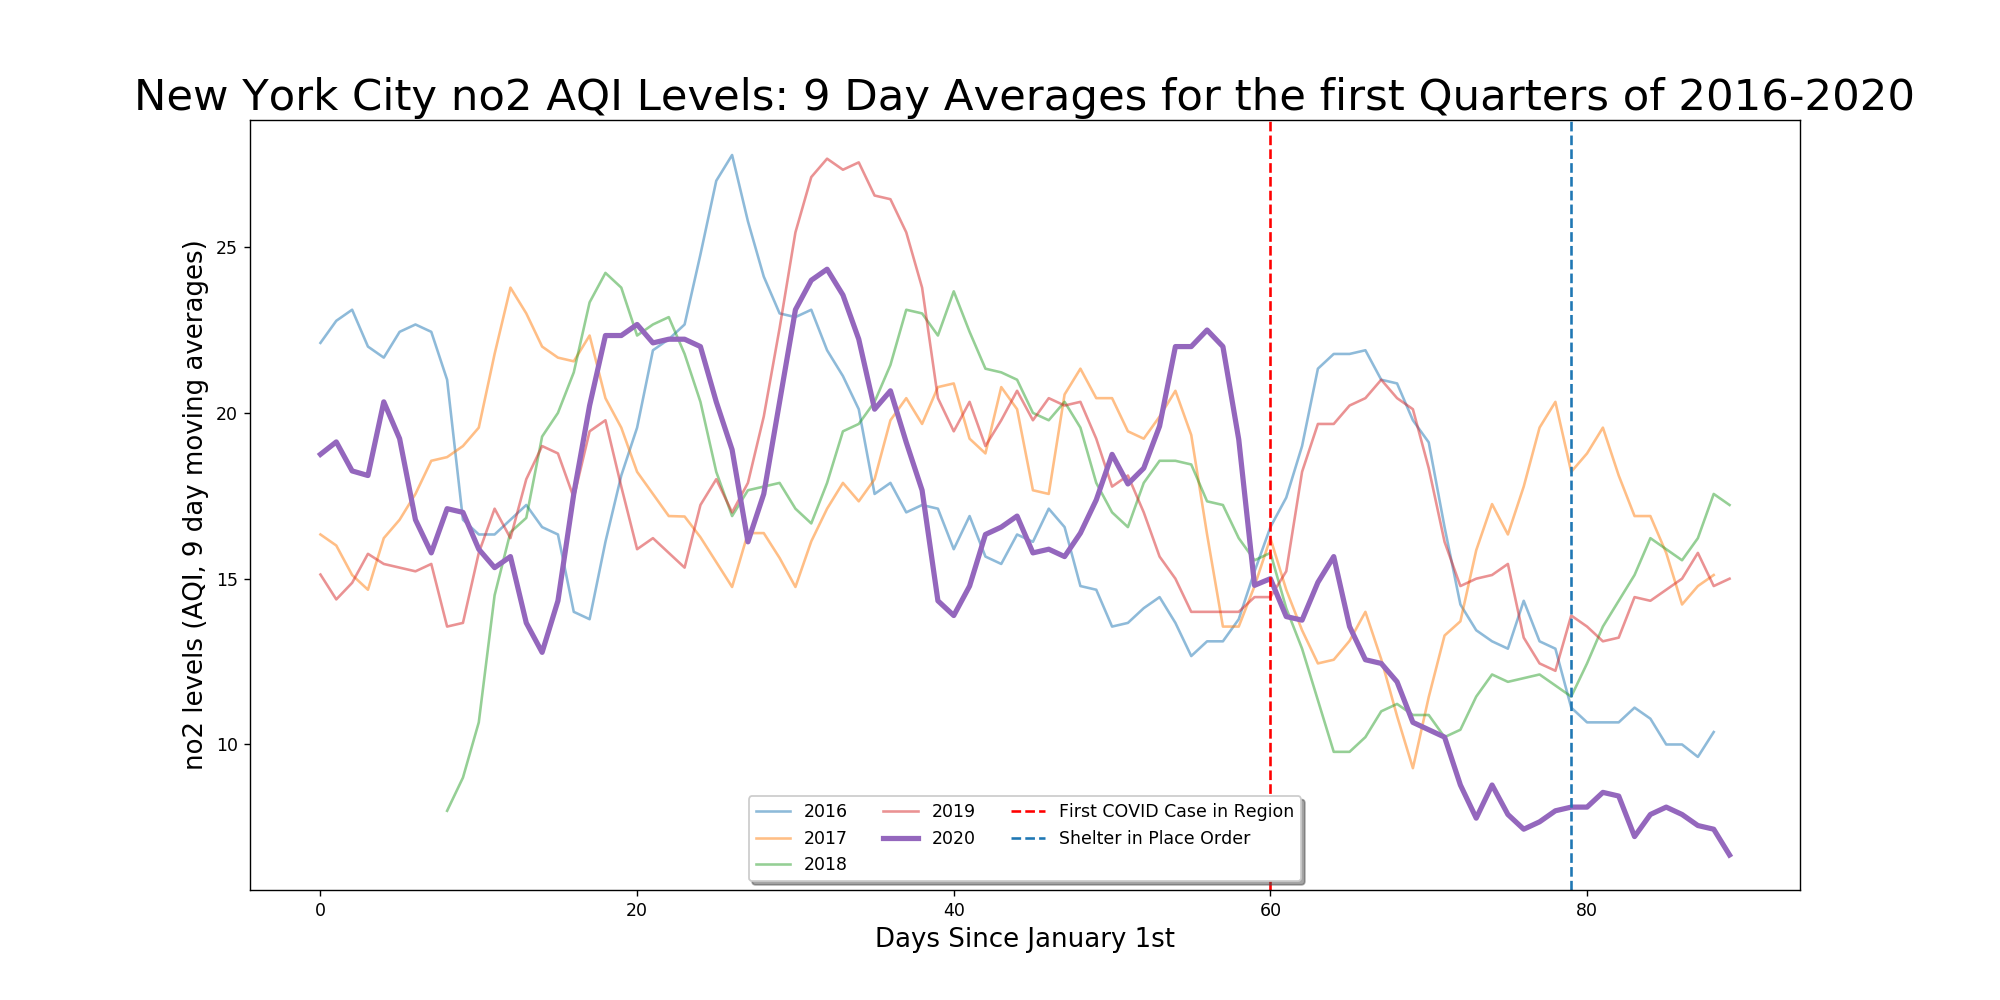 New York City no2 AQI Levels: 9 Day Averages for the first Quarters of 2016-2020
no2 levels (AQI, 9 day moving averages)
25
20
15
10
2016
2017
2018
2019
2020
First COVID Case in Region
Shelter in Place Order
0
20
40
60
80
Days Since January 1st